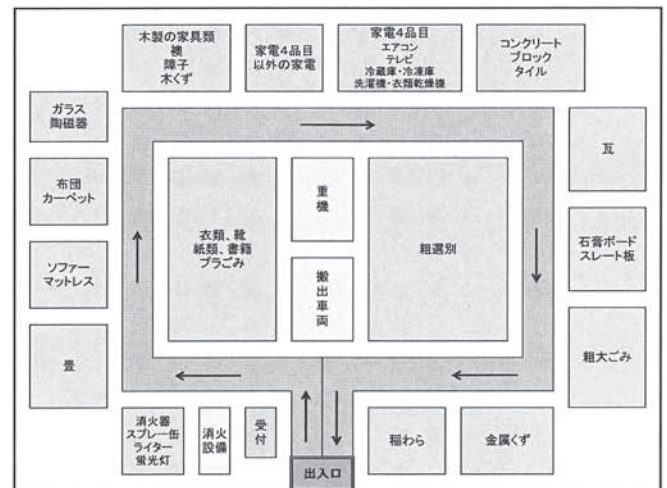 木製の家具類
襖
障子
木くず
家電4品目
以外の家電
家電4品目
エアコン
テレビ
冷蔵庫・冷凍庫
洗濯機・衣類乾燥機
コンクリート
ブロック
タイル
ガラス
陶磁器
布団
カーペット
ソファー
マットレス
畳
衣類、靴
紙類、書籍
プラごみ
重機
搬出車両
粗選別
瓦
石膏ボード
スレート板
粗大ごみ
消火器
スプレー缶
ライター
蛍光灯
消火
設備
受付
稲わら
金属くず
出入口